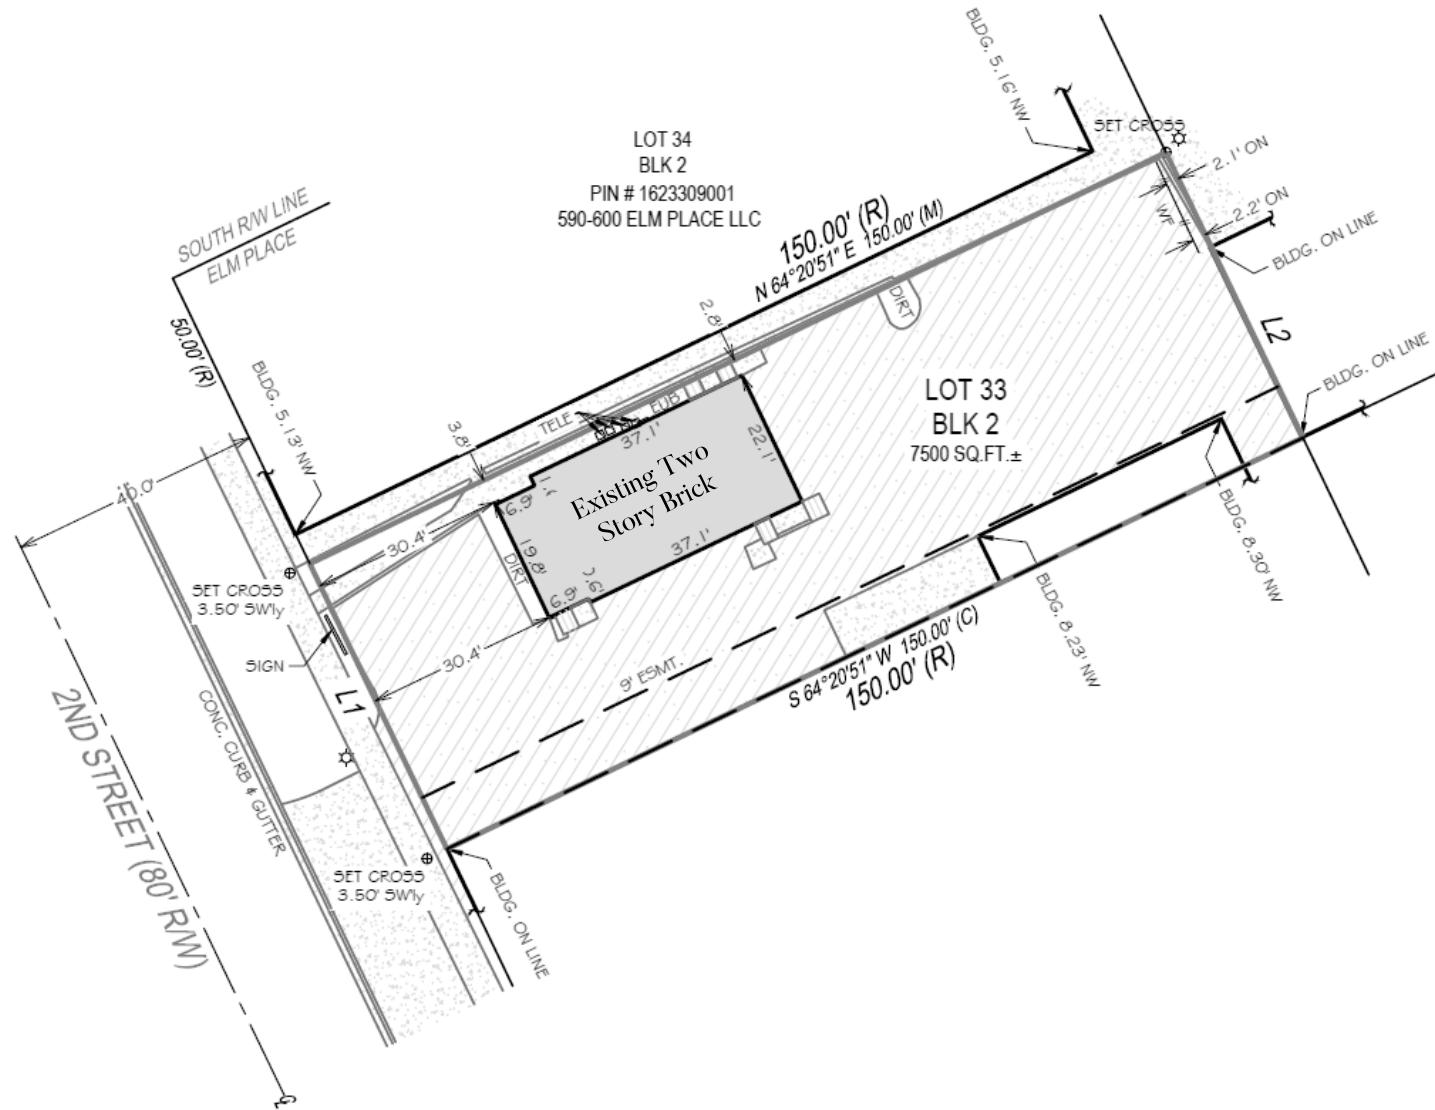 BLDG. 5.16' NW
SET CROSS
2.1' ON
2.2' ON
WF
BLDG. ON LINE
BLDG. ON LINE
L2
LOT 34
BLK 2
PIN # 1623309001
590-600 ELM PLACE LLC
SOUTH R/W LINE
ELM PLACE
50.00' (R)
150.00' (R)
N 64°20'51" E 150.00' (M)
2.8'
DIRT
BLDG. 5.13' NW
3.8'
TELE
EUB
37.1'
22.1'
LOT 33
BLK 2
7500 SQ.FT.±
Existing Two
Story Brick
6.9'
19.8'
DIRT
37.1'
6.9'
40.0'
30.4'
30.4'
SET CROSS
3.50' SW'ly
SIGN
L1
9' ESMT.
S 64°20'51" W 150.00' (C)
150.00' (R)
BLDG. 8.23' NW
BLDG. 8.30' NW
2ND STREET (80' R/W)
CONC. CURB & GUTTER
SET CROSS
3.50' SW'ly
BLDG. ON LINE